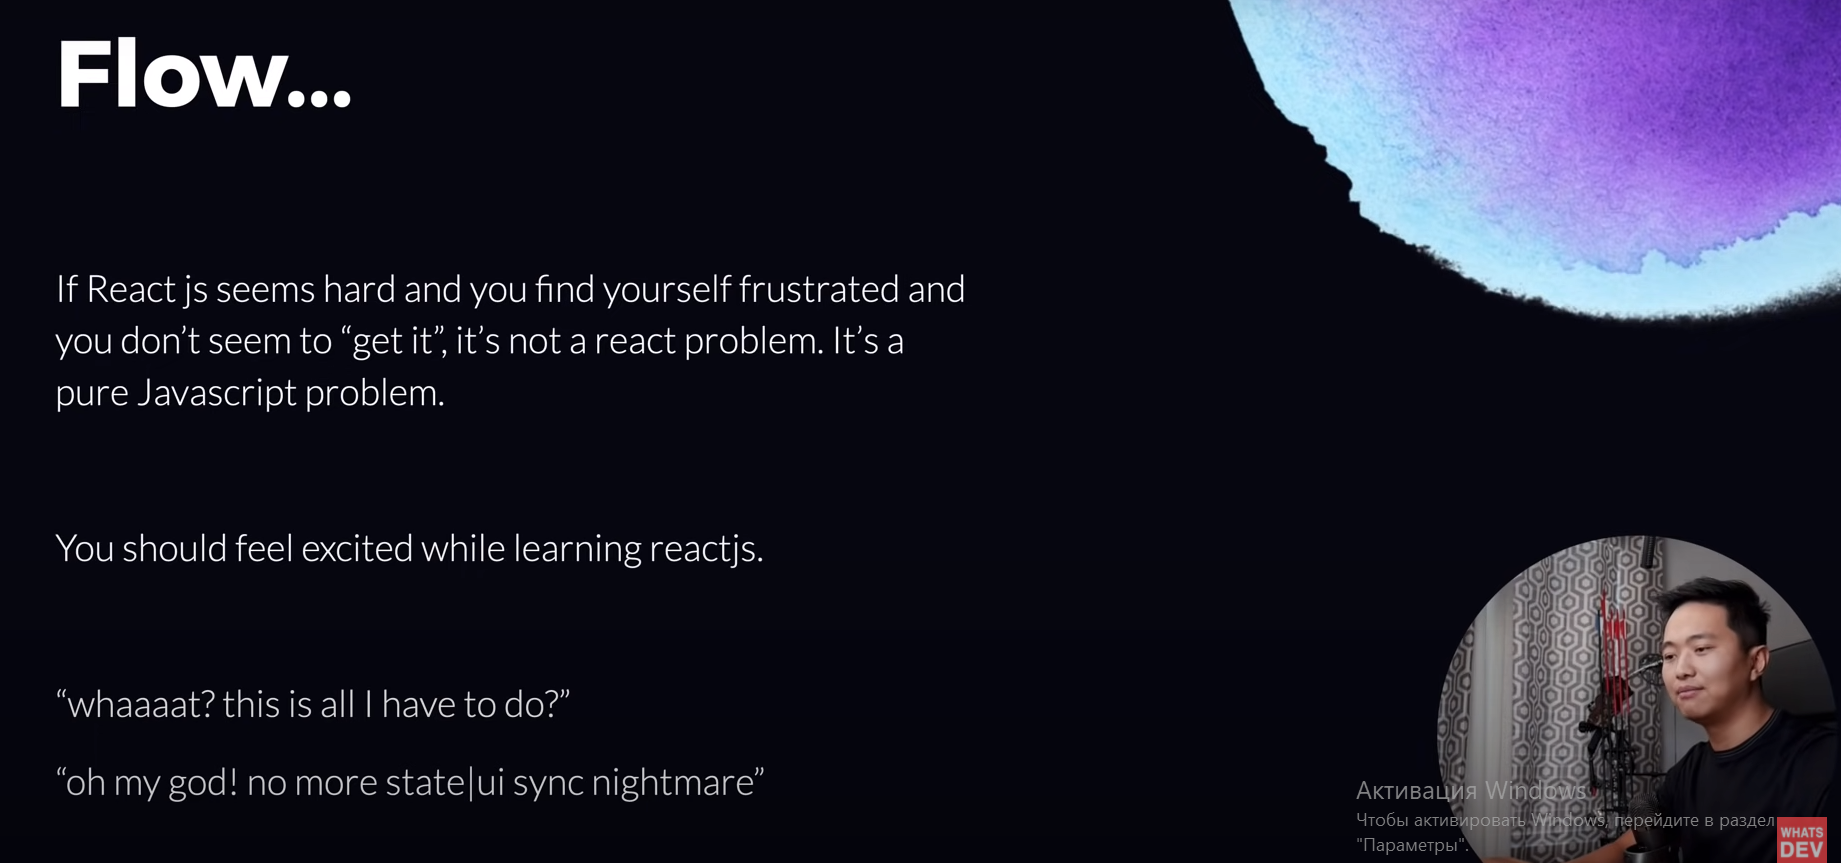 Flow...
If React js seems hard and you find yourself frustrated and
you don’t seem to “get it”, it’s not a react problem. It’s a
pure Javascript problem.
You should feel excited while learning reactjs.
“whaaaat? this is all I have to do?”
“oh my god! no more state|ui sync nightmare”
Активация Windows
Чтобы активировать Windows, перейдите в раздел
"Параметры".
WHATS
DEV